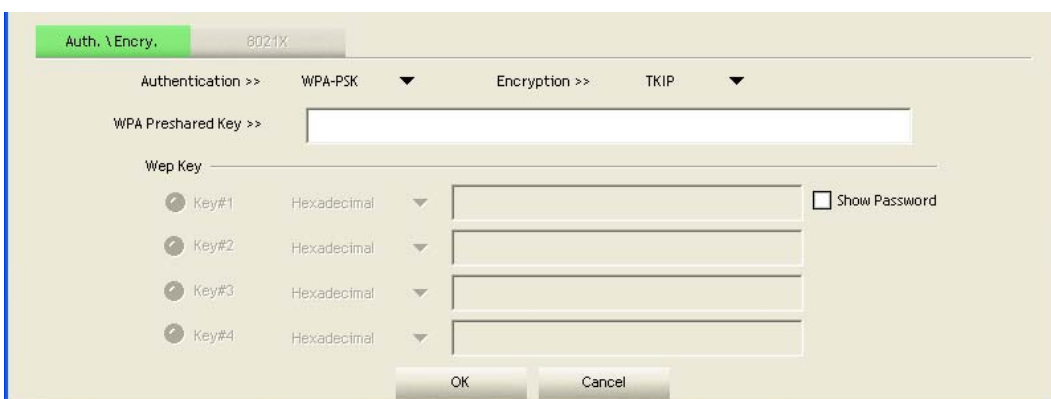 Auth. \ Encry. 8021X
Authentication >> WPA-PSK Encryption >> TKIP
WPA Preshared Key >>
Wep Key
Key#1 Hexadecimal Show Password
Key#2 Hexadecimal
Key#3 Hexadecimal
Key#4 Hexadecimal
OK Cancel